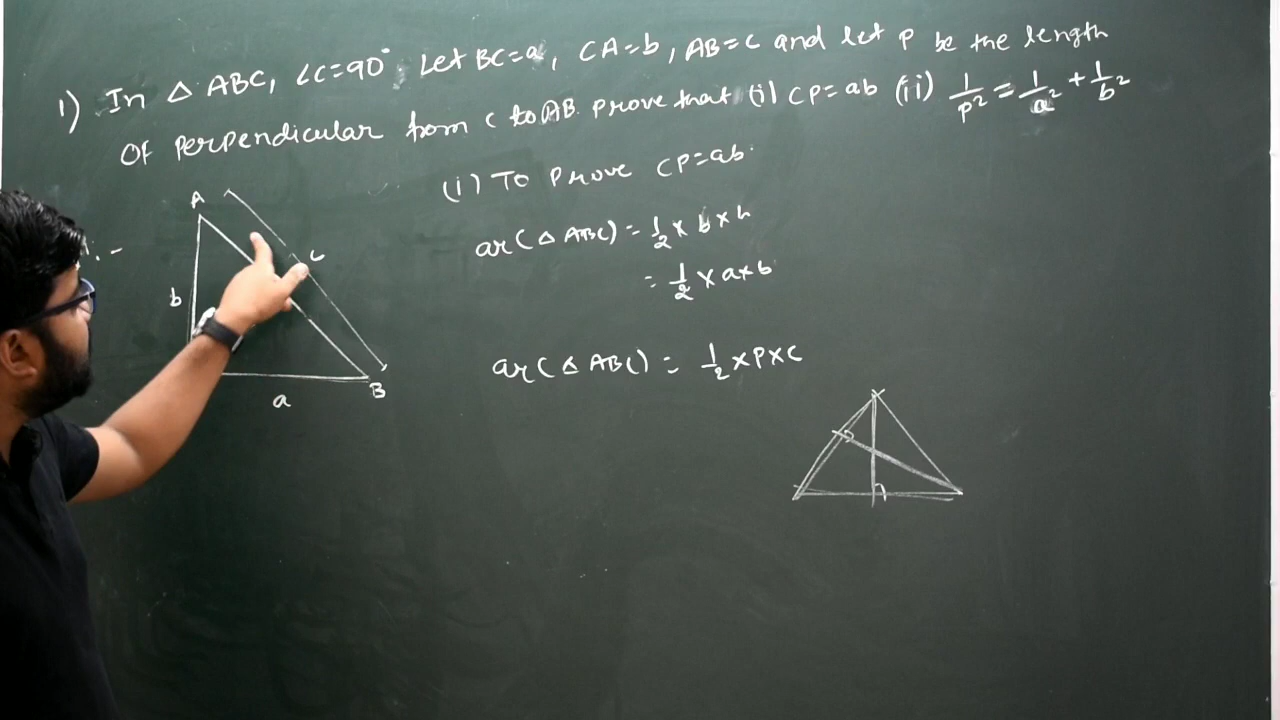 1) In △ ABC, ∠C=90° Let BC=a, CA=b, AB=c and let p be the length
Of perpendicular from C to AB. prove that (i) CP=ab (ii) 1/p² = 1/a² + 1/b²
(i) To Prove CP=ab.
ar(△ ABC) = 1/2 × b × h
= 1/2 × a × b
ar(△ ABC) = 1/2 × P × C
A
c
b
a
B